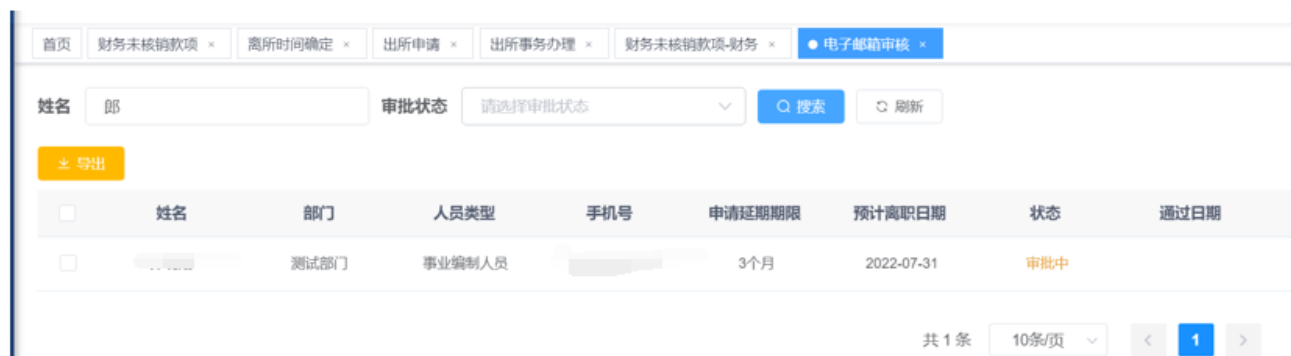 首页 财务未核销款项 × 离所时间确定 × 出所申请 × 出所事务办理 × 财务未核销款项-财务 × 电子邮箱审核 ×
姓名 郎 审批状态 请选择审批状态 搜索 刷新
导出
姓名 部门 人员类型 手机号 申请延期期限 预计离职日期 状态 通过日期
测试部门 事业编制人员 3个月 2022-07-31 审批中
共 1 条 10条/页 < 1 >